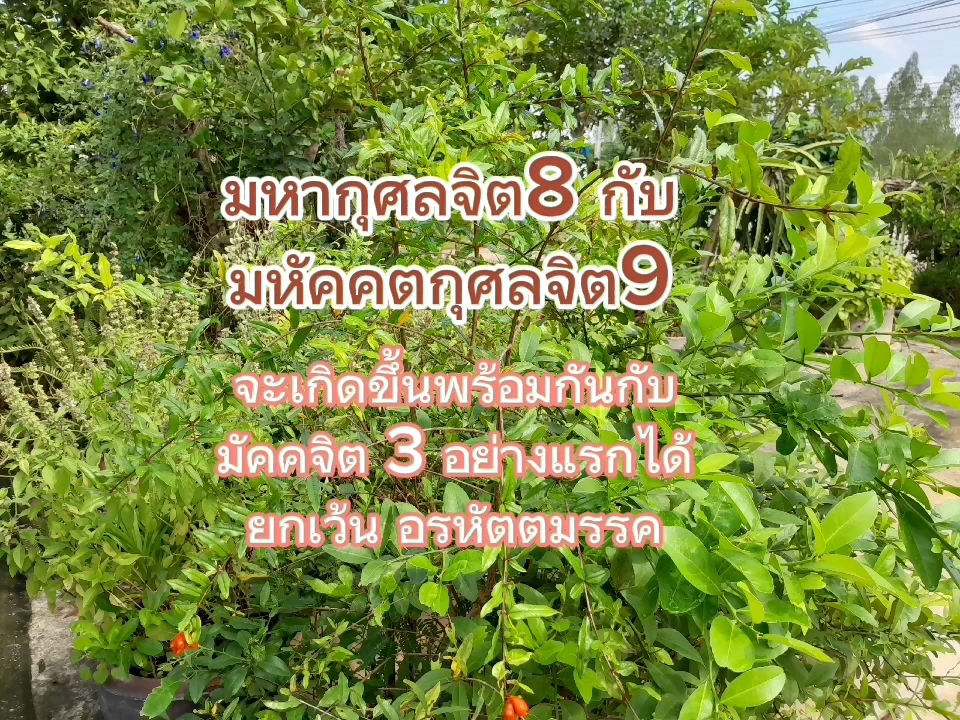 มหากุศลจิต8 กับ
มหัคคตกุศลจิต9
จะเกิดขึ้นพร้อมกันกับ
มัคคจิต 3 อย่างแรกได้
ยกเว้น อรหัตตมรรค